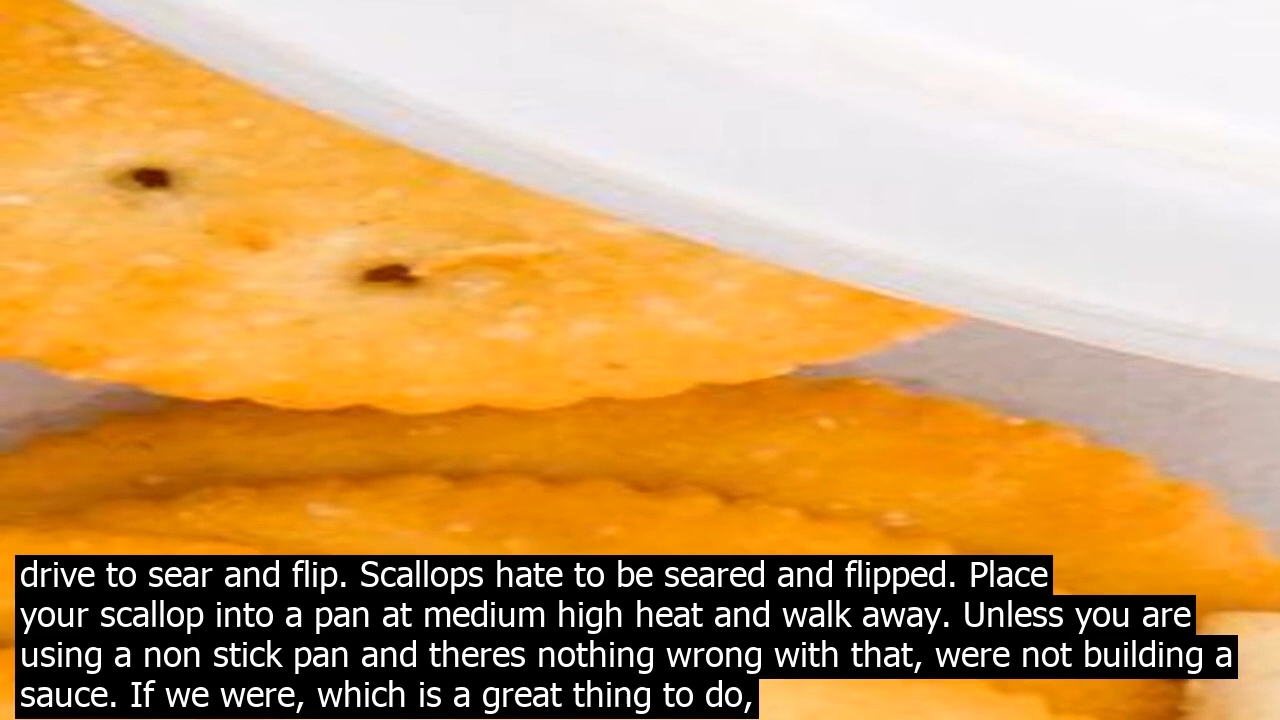 drive to sear and flip. Scallops hate to be seared and flipped. Place
your scallop into a pan at medium high heat and walk away. Unless you are
using a non stick pan and theres nothing wrong with that, were not building a
sauce. If we were, which is a great thing to do,